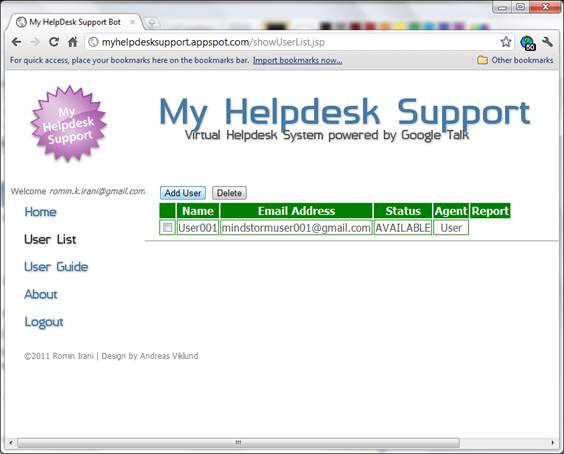 My HelpDesk Support Bot
myhelpdesksupport.appspot.com/showUserList.jsp
50
For quick access, place your bookmarks here on the bookmarks bar. Import bookmarks now... Other bookmarks
My
Helpdesk
Support
My Helpdesk Support
Virtual Helpdesk System powered by Google Talk
Welcome romin.k.irani@gmail.com
Add User Delete
Name Email Address Status Agent Report
User001 mindstormuser001@gmail.com AVAILABLE User
Home
User List
User Guide
About
Logout
©2011 Romin Irani | Design by Andreas Viklund